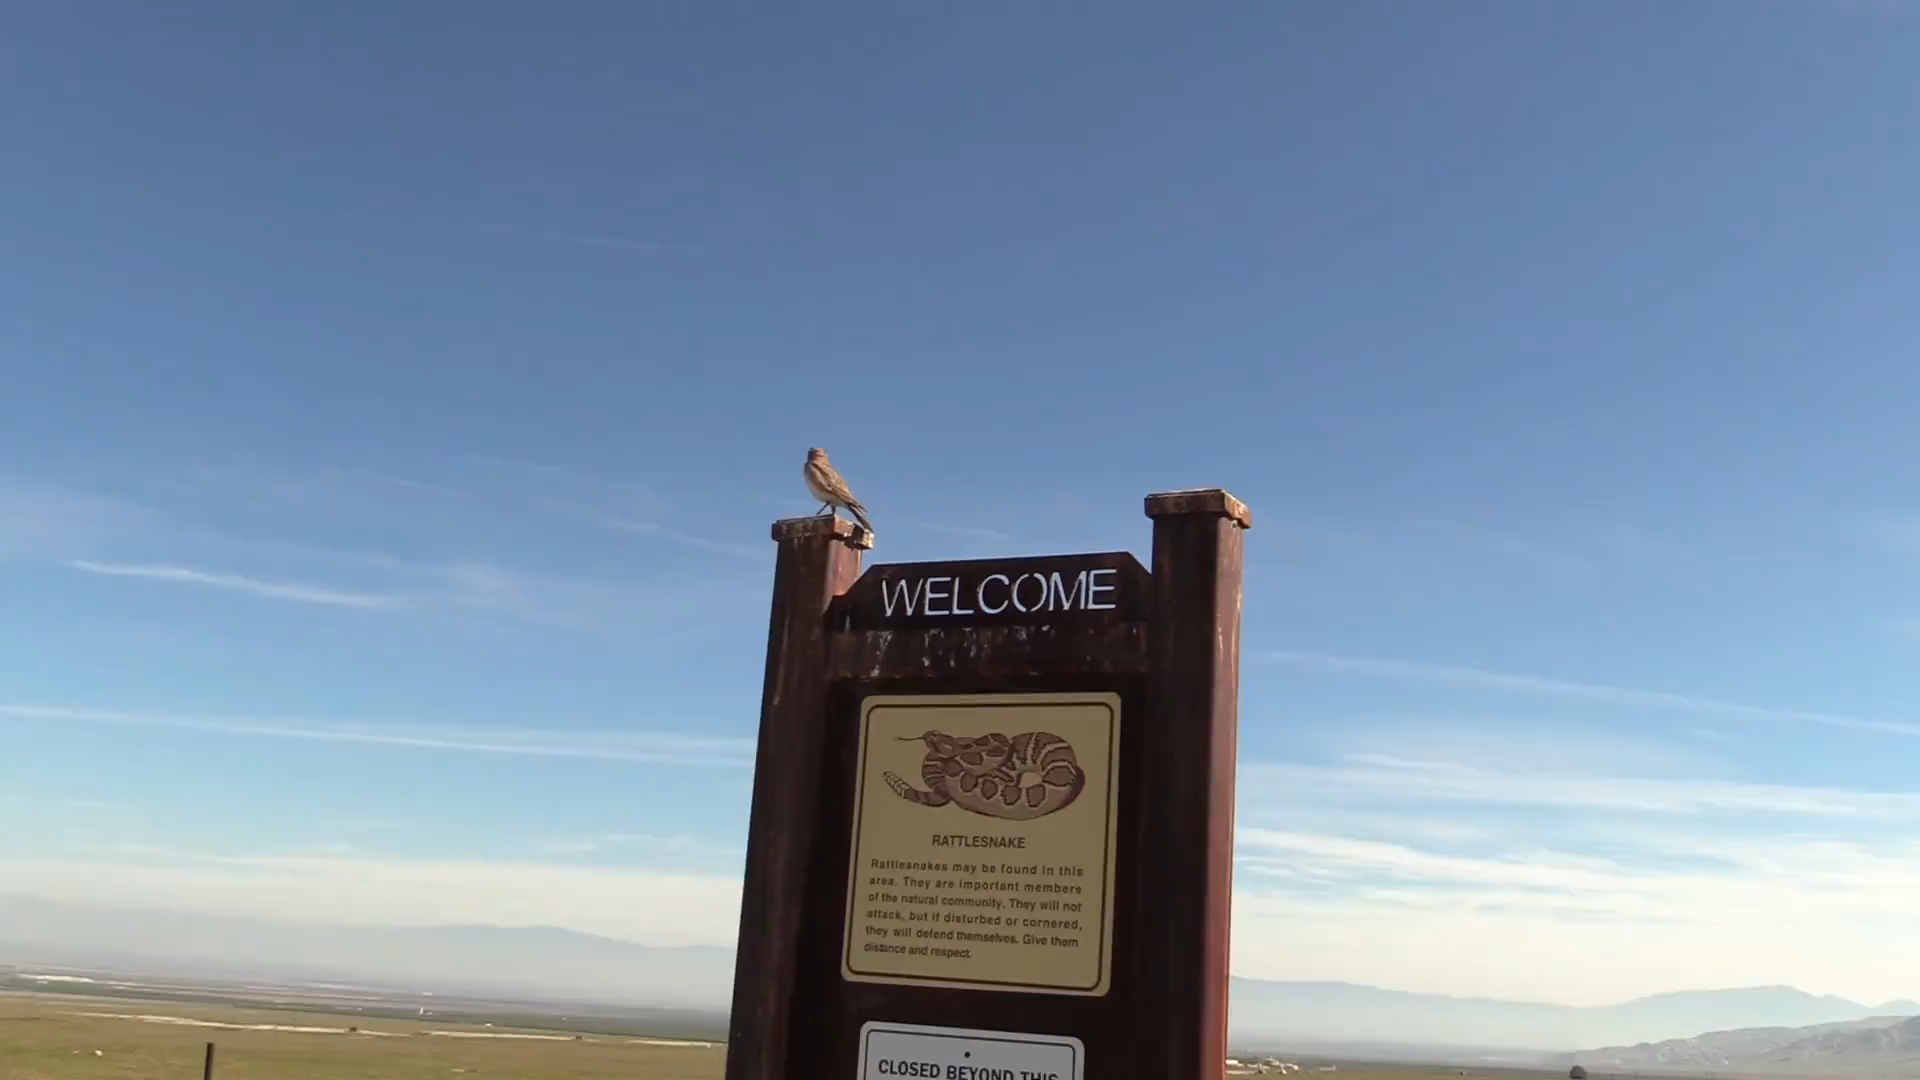 WELCOME
RATTLESNAKE
Rattlesnakes may be found in this
area. They are important members
of the natural community. They will not
attack, but if disturbed or cornered,
they will defend themselves. Give them
distance and respect.
CLOSED BEYOND THIS